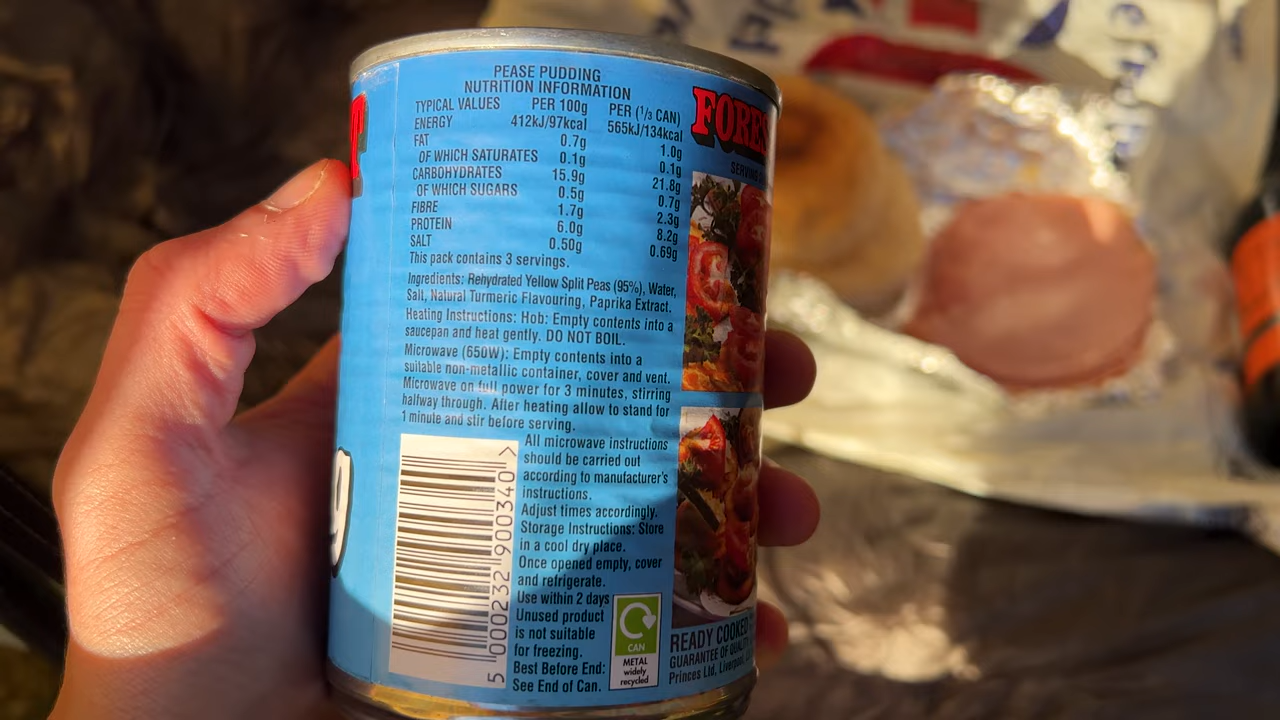 PEASE PUDDING
NUTRITION INFORMATION
TYPICAL VALUES PER 100g PER (1/3 CAN)
ENERGY 412kJ/97kcal 565kJ/134kcal
FAT 0.7g 1.0g
OF WHICH SATURATES 0.1g 0.1g
CARBOHYDRATES 15.9g 21.8g
OF WHICH SUGARS 0.5g 0.7g
FIBRE 1.7g 2.3g
PROTEIN 6.0g 8.2g
SALT 0.50g 0.69g
This pack contains 3 servings.
Ingredients: Rehydrated Yellow Split Peas (95%), Water,
Salt, Natural Turmeric Flavouring, Paprika Extract.
Heating Instructions: Hob: Empty contents into a
saucepan and heat gently. DO NOT BOIL.
Microwave (650W): Empty contents into a
suitable non-metallic container, cover and vent.
Microwave on full power for 3 minutes, stirring
halfway through. After heating allow to stand for
1 minute and stir before serving.
All microwave instructions
should be carried out
according to manufacturer's
instructions.
Adjust times accordingly.
Storage Instructions: Store
in a cool dry place.
Once opened empty, cover
and refrigerate.
Use within 2 days
Unused product
is not suitable
for freezing.
Best Before End:
See End of Can.
5 000232 900340 >
CAN
METAL
widely
recycled
FORES
SERVING
READY COOKED
GUARANTEE OF QUALITY
Princes Ltd, Liverpool,